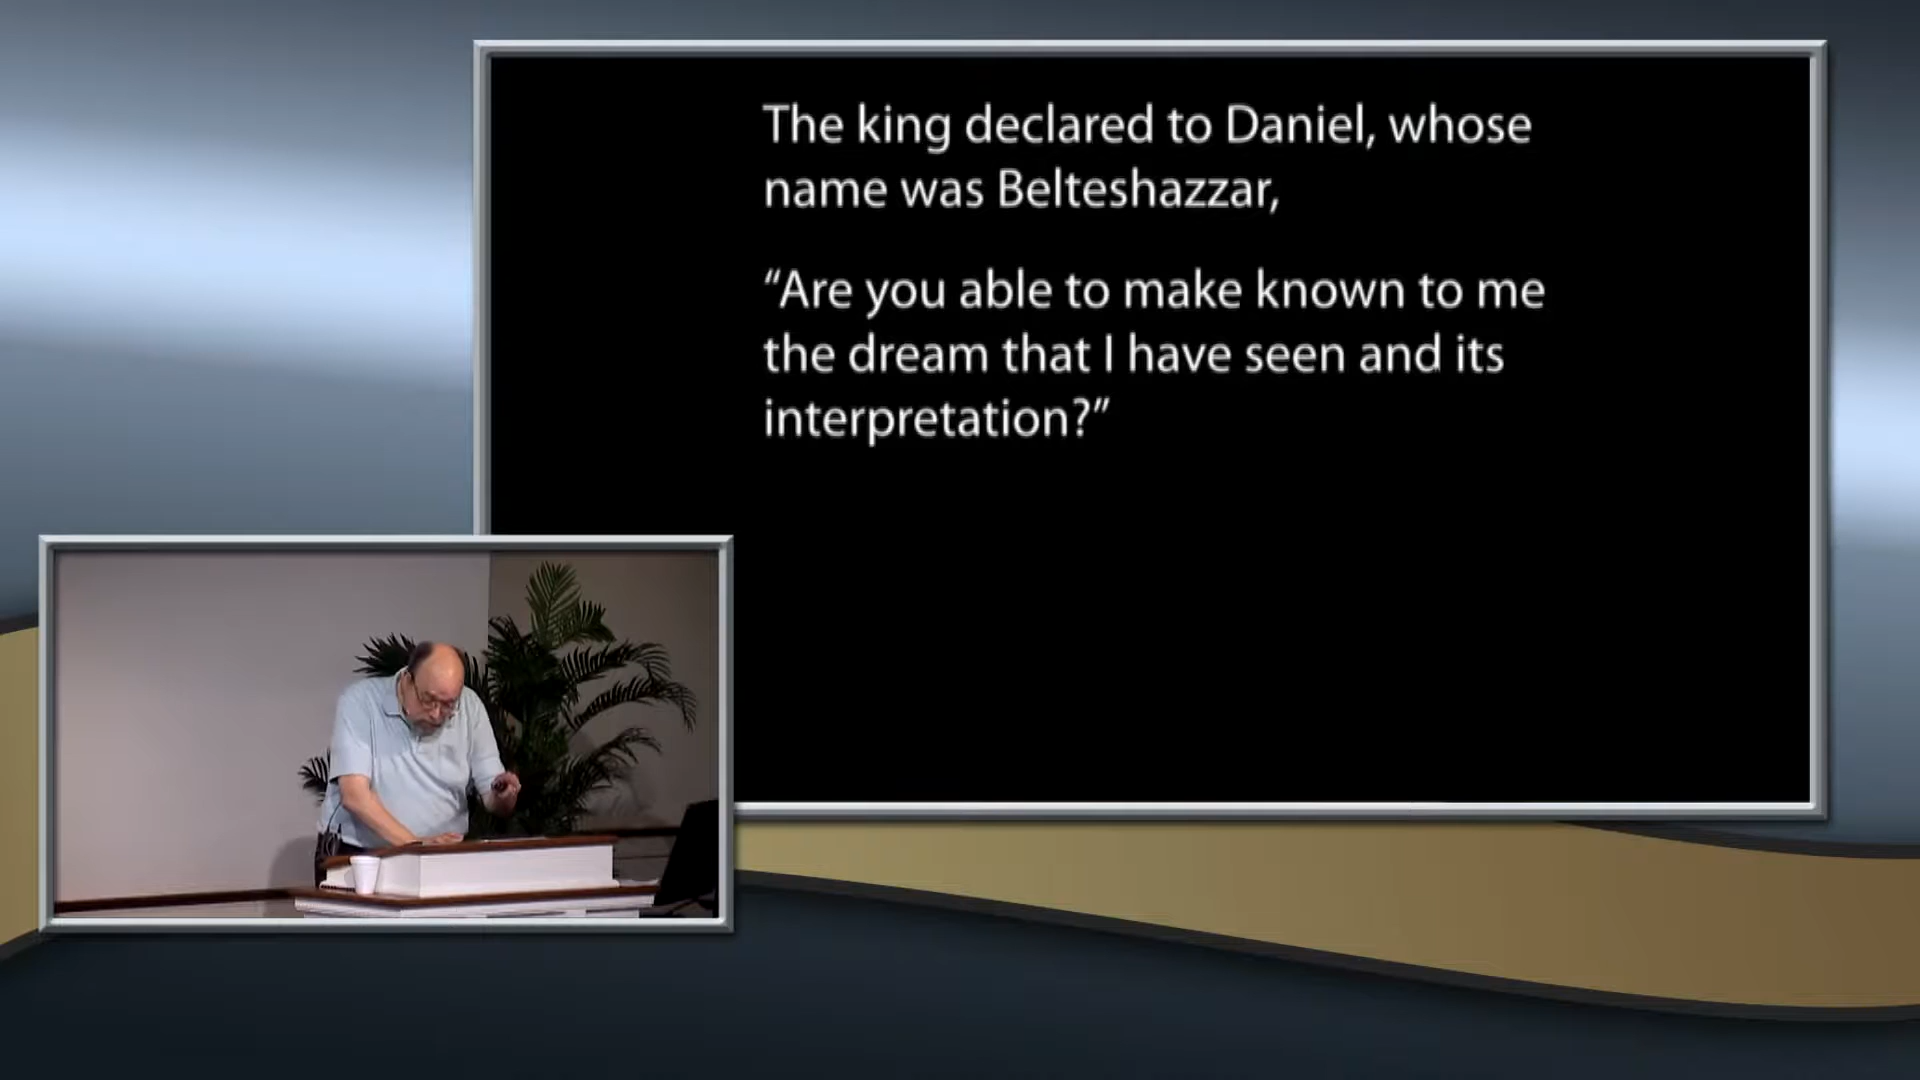 The king declared to Daniel, whose
name was Belteshazzar,
“Are you able to make known to me
the dream that I have seen and its
interpretation?”